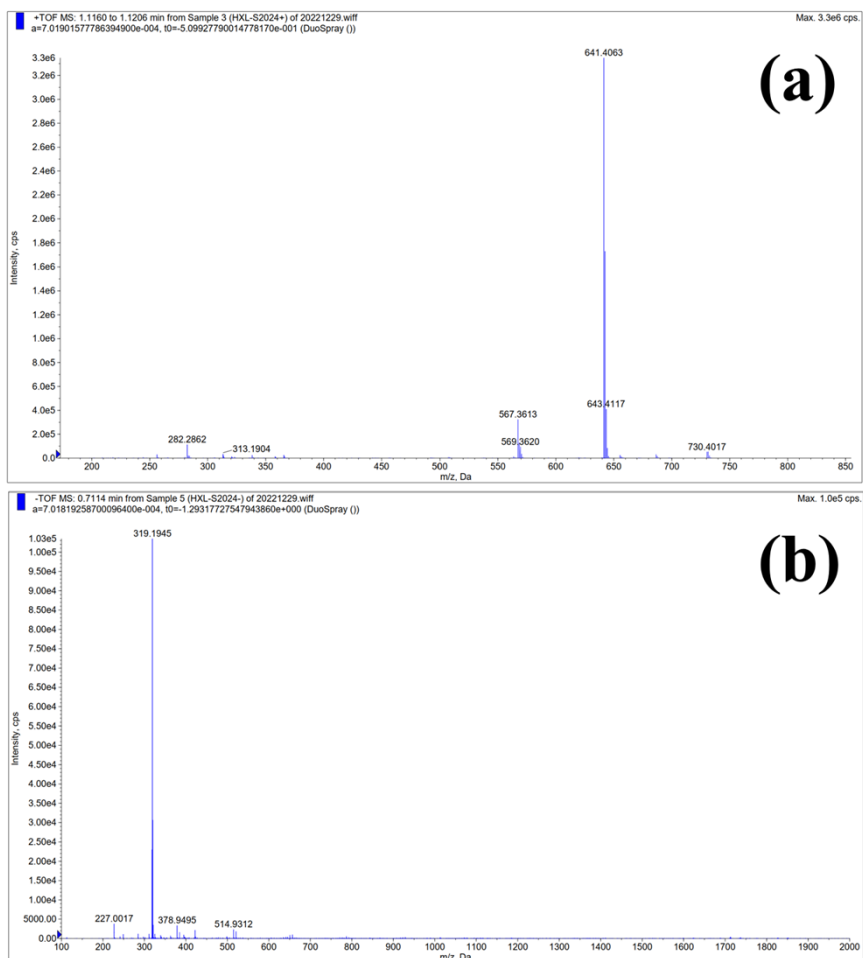 +TOF MS: 1.1160 to 1.1206 min from Sample 3 (HXL-S2024+) of 20221229.wiff
a=7.01901577786394900e-004, t0=-5.09927790014778170e-001 (DuoSpray ())
Max. 3.3e6 cps.
(a)
Intensity, cps
3.3e6
3.2e6
3.0e6
2.8e6
2.6e6
2.4e6
2.2e6
2.0e6
1.8e6
1.6e6
1.4e6
1.2e6
1.0e6
8.0e5
6.0e5
4.0e5
2.0e5
0.0
641.4063
643.4117
567.3613
569.3620
282.2862
313.1904
730.4017
200 250 300 350 400 450 500 550 600 650 700 750 800 850
m/z, Da
-TOF MS: 0.7114 min from Sample 5 (HXL-S2024-) of 20221229.wiff
a=7.01819258700096400e-004, t0=-1.29317727547943860e+000 (DuoSpray ())
Max. 1.0e5 cps.
(b)
Intensity, cps
1.03e5
1.00e5
9.50e4
9.00e4
8.50e4
8.00e4
7.50e4
7.00e4
6.50e4
6.00e4
5.50e4
5.00e4
4.50e4
4.00e4
3.50e4
3.00e4
2.50e4
2.00e4
1.50e4
1.00e4
5000.00
0.00
319.1945
227.0017
378.9495
514.9312
100 200 300 400 500 600 700 800 900 1000 1100 1200 1300 1400 1500 1600 1700 1800 1900 2000
m/z, Da